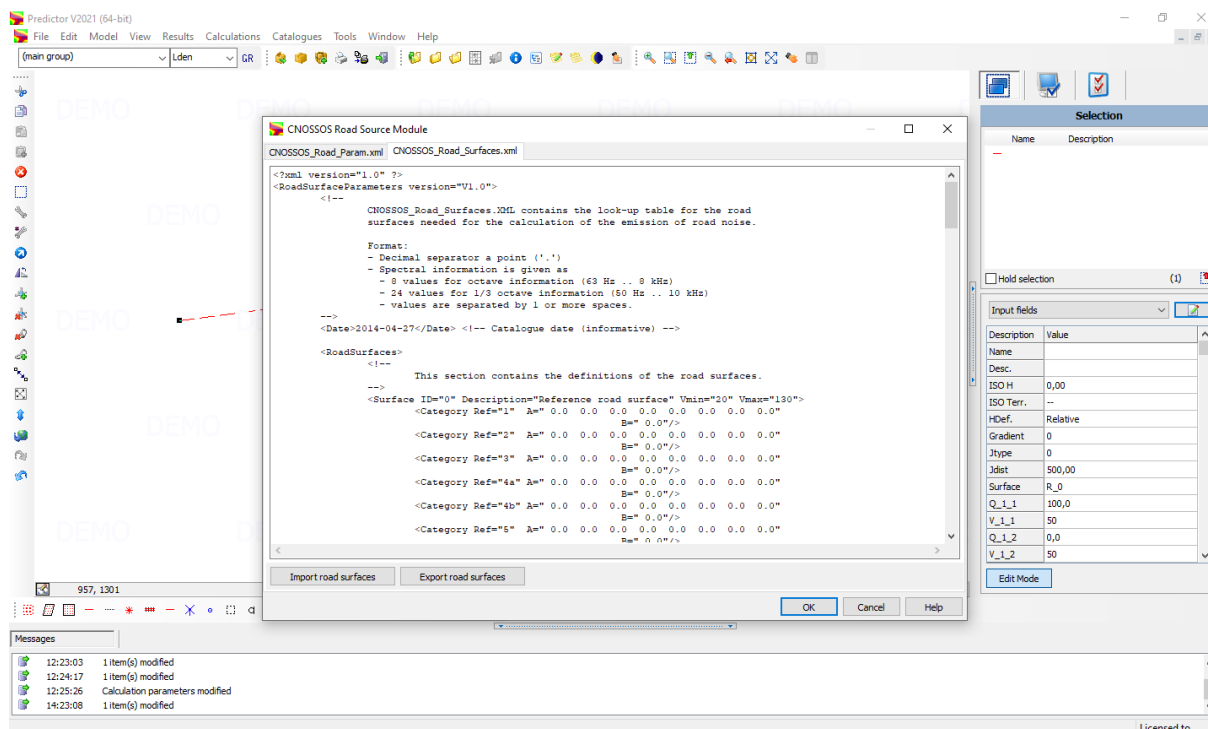 Predictor V2021 (64-bit)
File Edit Model View Results Calculations Catalogues Tools Window Help
(main group) Lden GR
DEMO DEMO DEMO DEMO DEMO
Selection
Name Description
---
CNOSSOS Road Source Module
CNOSSOS_Road_Param.xml CNOSSOS_Road_Surfaces.xml
<?xml version="1.0" ?>
<RoadSurfaceParameters version="V1.0">
<!--
CNOSSOS_Road_Surfaces.XML contains the look-up table for the road
surfaces needed for the calculation of the emission of road noise.
Format:
- Decimal separator a point ('.')
- Spectral information is given as
- 8 values for octave information (63 Hz .. 8 kHz)
- 24 values for 1/3 octave information (50 Hz .. 10 kHz)
- values are separated by 1 or more spaces.
-->
<Date>2014-04-27</Date> <!-- Catalogue date (informative) -->
<RoadSurfaces>
<!--
This section contains the definitions of the road surfaces.
-->
<Surface ID="0" Description="Reference road surface" Vmin="20" Vmax="130">
<Category Ref="1" A=" 0.0 0.0 0.0 0.0 0.0 0.0 0.0 0.0"
B=" 0.0"/>
<Category Ref="2" A=" 0.0 0.0 0.0 0.0 0.0 0.0 0.0 0.0"
B=" 0.0"/>
<Category Ref="3" A=" 0.0 0.0 0.0 0.0 0.0 0.0 0.0 0.0"
B=" 0.0"/>
<Category Ref="4a" A=" 0.0 0.0 0.0 0.0 0.0 0.0 0.0 0.0"
B=" 0.0"/>
<Category Ref="4b" A=" 0.0 0.0 0.0 0.0 0.0 0.0 0.0 0.0"
B=" 0.0"/>
<Category Ref="5" A=" 0.0 0.0 0.0 0.0 0.0 0.0 0.0 0.0"
B=" 0.0"/>
Import road surfaces Export road surfaces
OK Cancel Help
DEMO
DEMO
DEMO
DEMO
Hold selection (1)
Input fields
Description Value
Name
Desc.
ISO H 0,00
ISO Terr. --
HDef. Relative
Gradient 0
Jtype 0
Jdist 500,00
Surface R_0
Q_1_1 100,0
V_1_1 50
Q_1_2 0,0
V_1_2 50
Edit Mode
957, 1301
Messages
12:23:03 1 item(s) modified
12:24:17 1 item(s) modified
12:25:26 Calculation parameters modified
14:23:08 1 item(s) modified
Licensed to